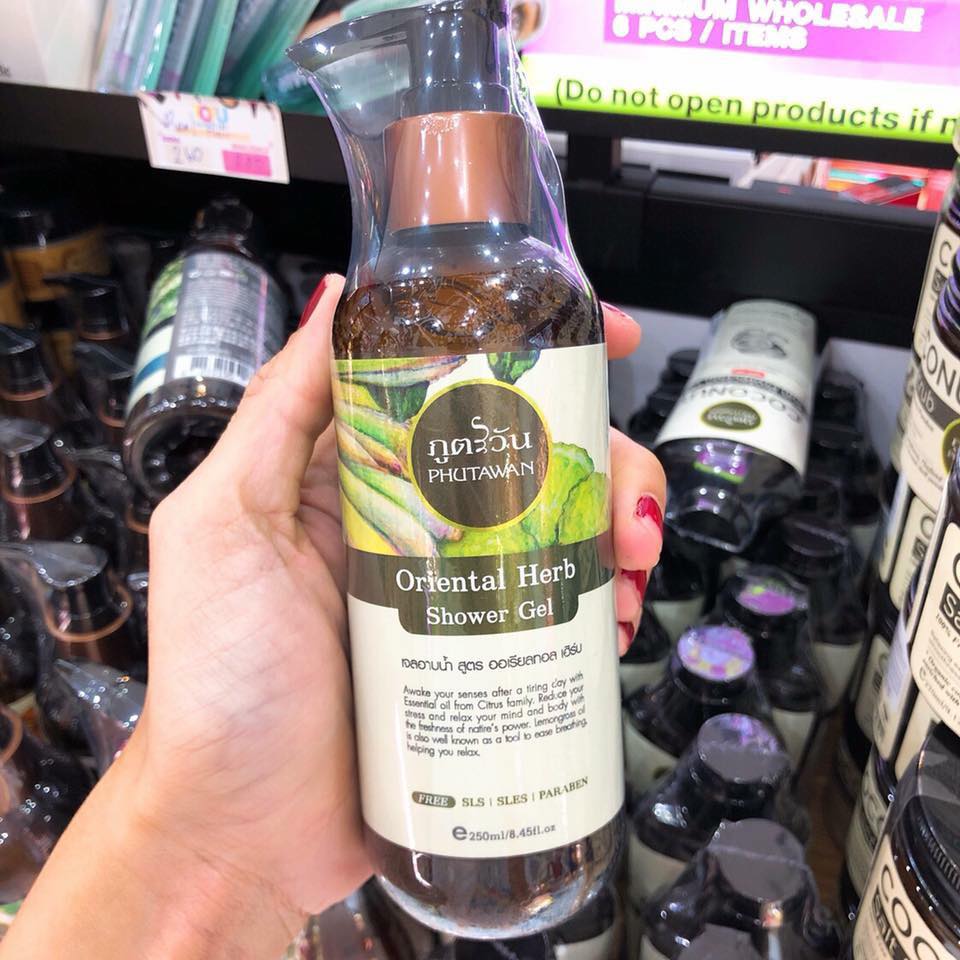 MINIMUM WHOLESALE
6 PCS / ITEMS
(Do not open products if n
240
ภูตะวัน
PHUTAWAN
Oriental Herb
Shower Gel
เจลอาบน้ำ สูตร ออเรียลทอล เฮิร์บ
Awake your senses after a tiring day with
Essential oil from Citrus family. Reduce your
stress and relax your mind and body with
the freshness of natire's power. Lemongrass oil
is also well known as a tool to ease breathing,
helping you relax.
FREE SLS | SLES | PARABEN
e 250ml/8.45fl.oz
COCONUT